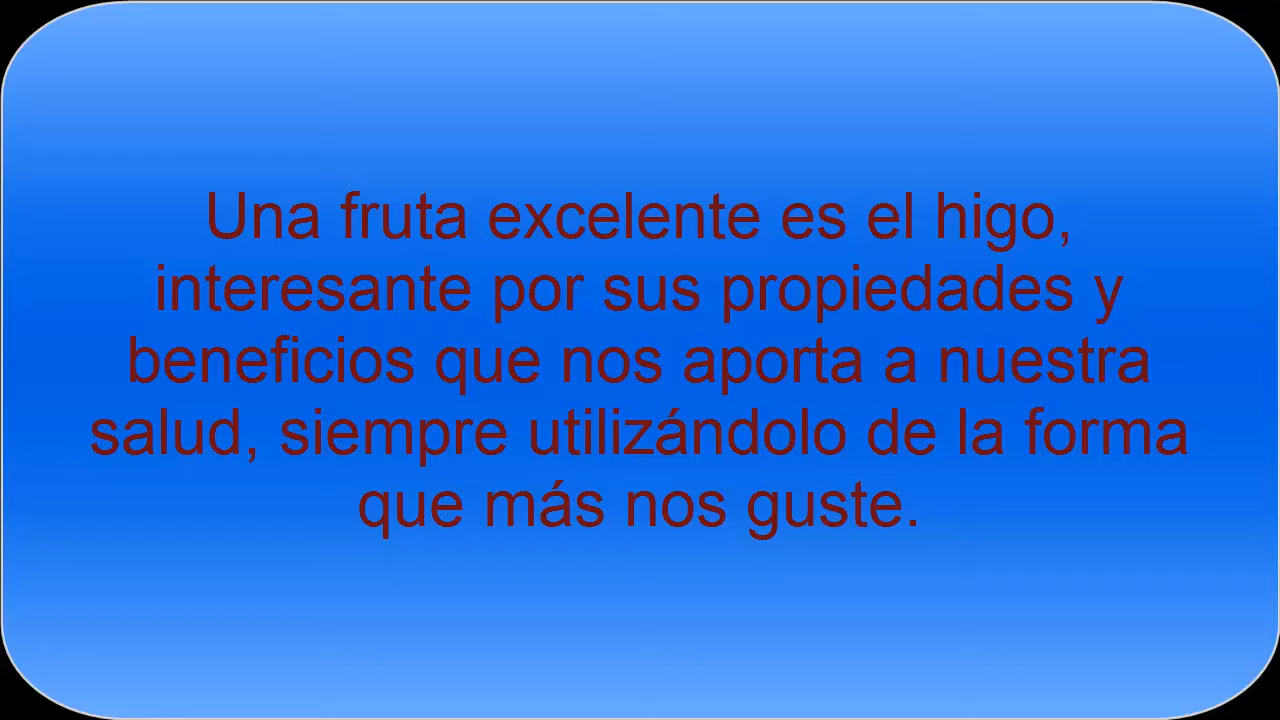 Una fruta excelente es el higo,
interesante por sus propiedades y
beneficios que nos aporta a nuestra
salud, siempre utilizándolo de la forma
que más nos guste.